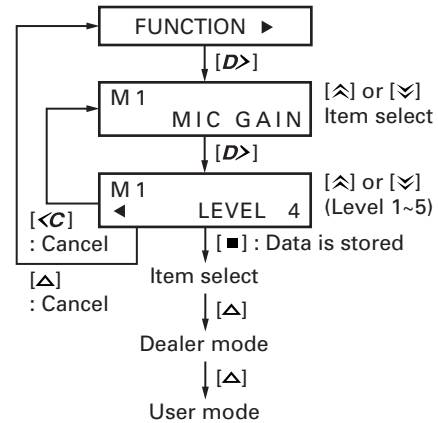 FUNCTION ▶
[D>]
M 1
MIC GAIN
[︽] or [︾]
Item select
[D>]
M 1
◀ LEVEL 4
[︽] or [︾]
(Level 1~5)
[<C]
: Cancel
[■] : Data is stored
[△]
: Cancel
Item select
[△]
Dealer mode
[△]
User mode